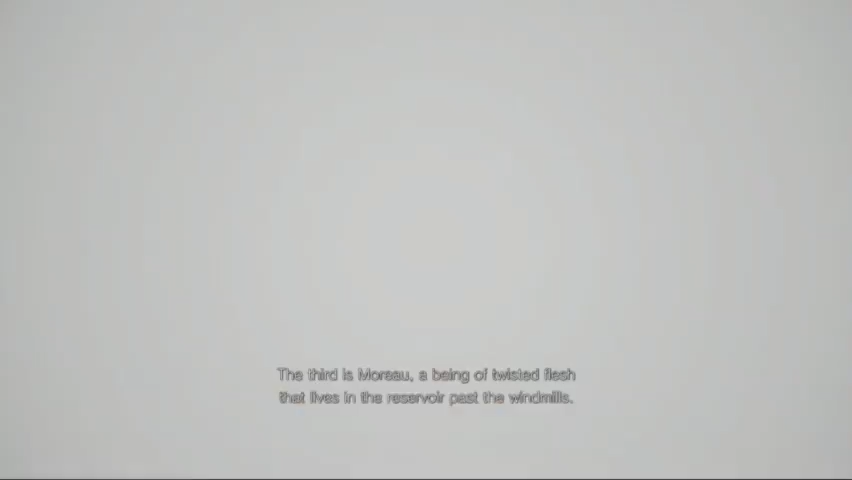 The third is Moreau, a being of twisted flesh
that lives in the reservoir past the windmills.